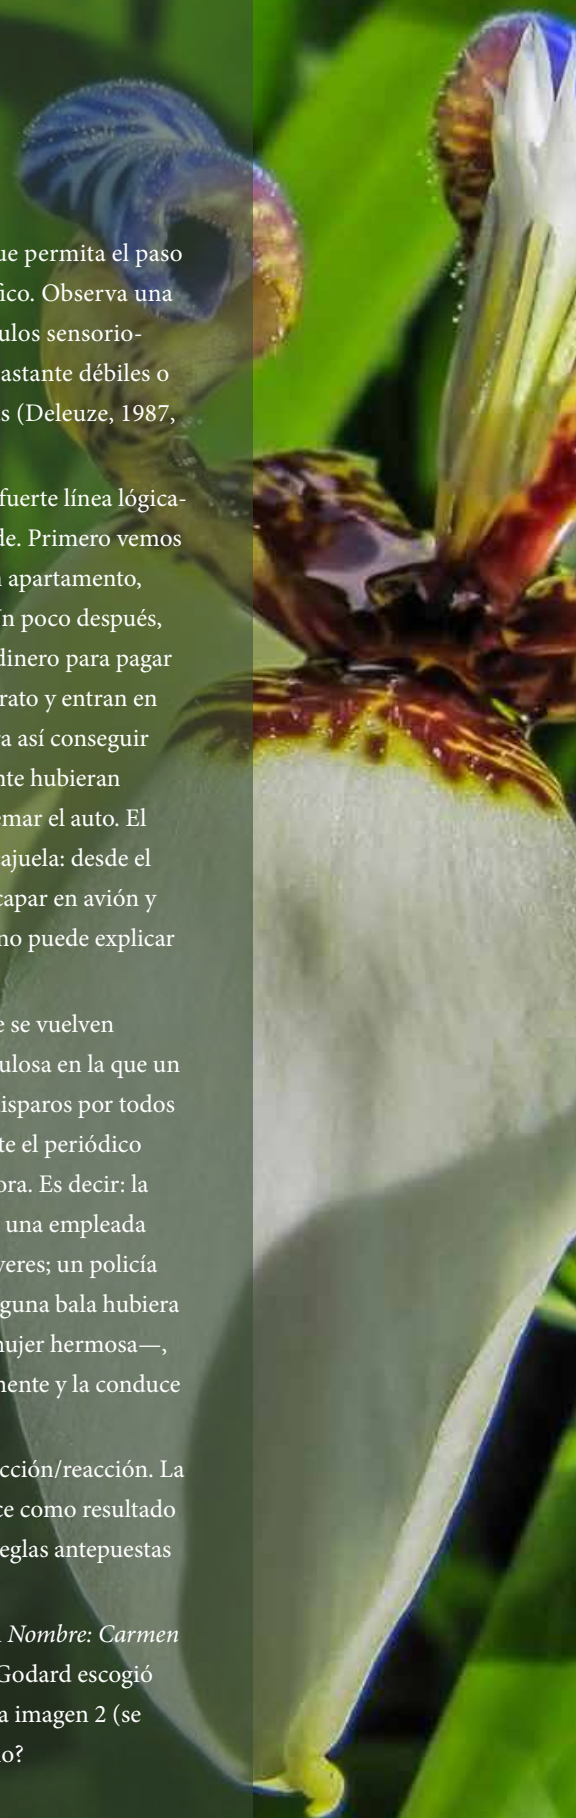 ue permita el paso
fico. Observa una
ulos sensorio-
astante débiles o
s (Deleuze, 1987,
fuerte línea lógica-
de. Primero vemos
apartamento,
n poco después,
dinero para pagar
rato y entran en
a así conseguir
nte hubieran
emar el auto. El
ajuela: desde el
capar en avión y
no puede explicar
e se vuelven
ulosa en la que un
isparos por todos
te el periódico
ora. Es decir: la
una empleada
veres; un policía
guna bala hubiera
mujer hermosa—,
mente y la conduce
cción/reacción. La
ce como resultado
eglas antepuestas
Nombre: Carmen
Godard escogió
a imagen 2 (se
o?